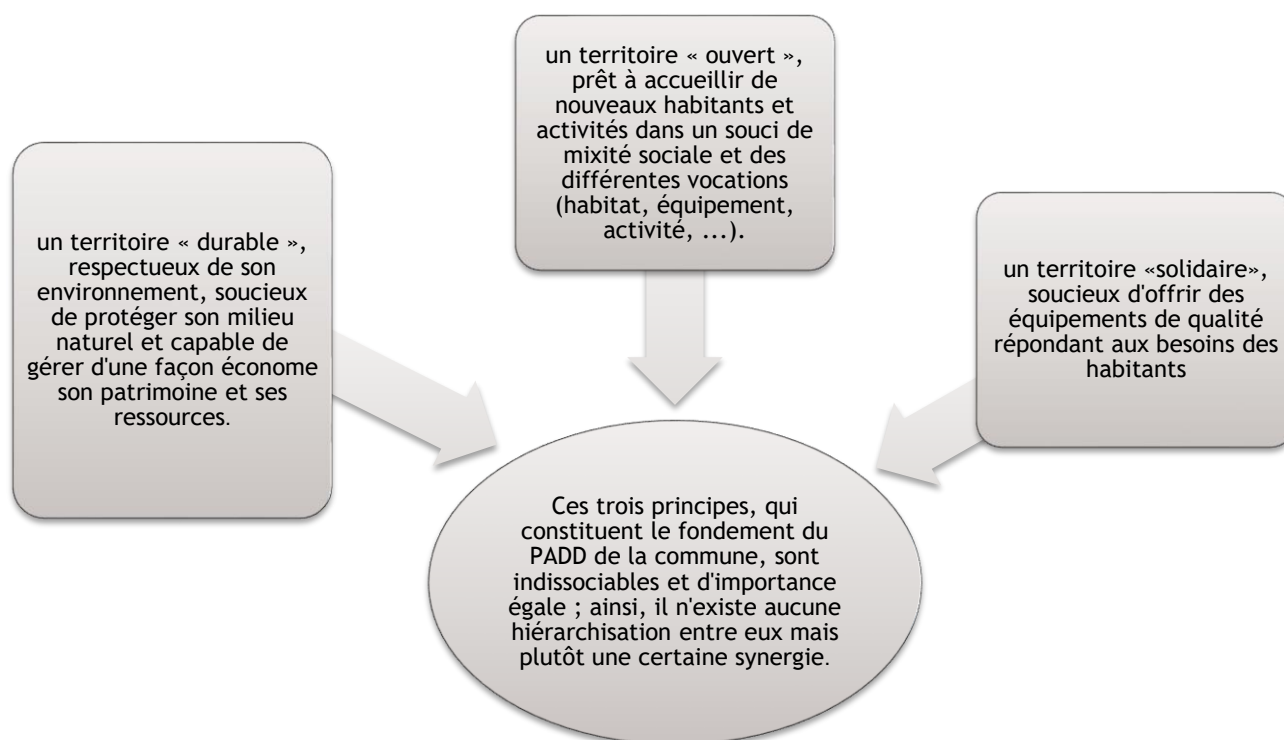 un territoire « durable »,
respectueux de son
environnement, soucieux
de protéger son milieu
naturel et capable de
gérer d'une façon économe
son patrimoine et ses
ressources.
un territoire « ouvert »,
prêt à accueillir de
nouveaux habitants et
activités dans un souci de
mixité sociale et des
différentes vocations
(habitat, équipement,
activité, ...).
un territoire «solidaire»,
soucieux d'offrir des
équipements de qualité
répondant aux besoins des
habitants
Ces trois principes, qui
constituent le fondement du
PADD de la commune, sont
indissociables et d'importance
égale ; ainsi, il n'existe aucune
hiérarchisation entre eux mais
plutôt une certaine synergie.